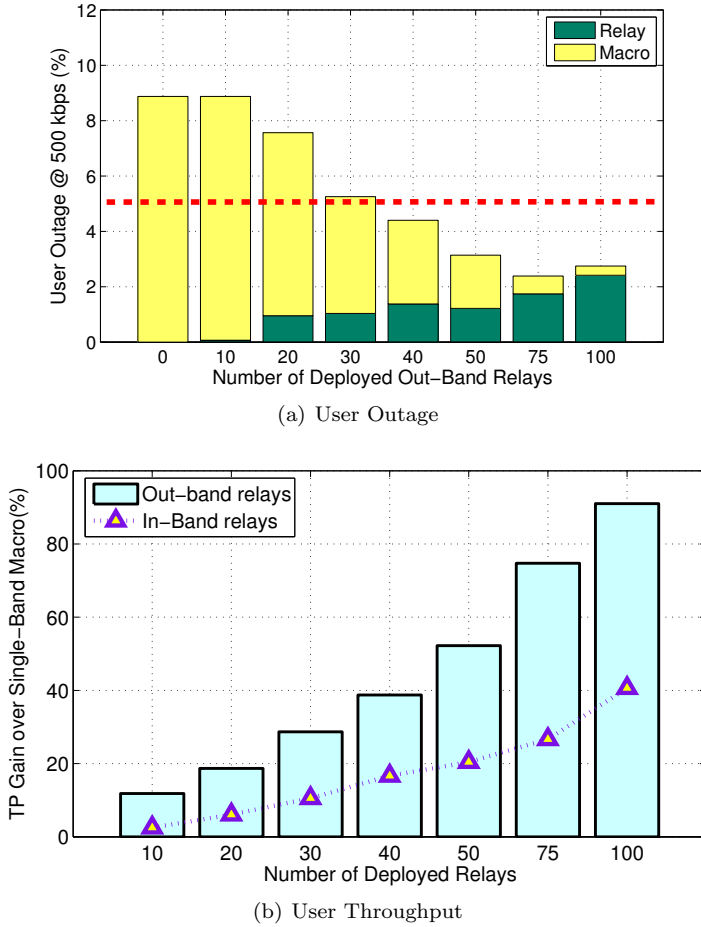 12
10
8
6
4
2
0
User Outage @ 500 kbps (%)
Relay
Macro
0 10 20 30 40 50 75 100
Number of Deployed Out−Band Relays
(a) User Outage
100
80
60
40
20
0
TP Gain over Single−Band Macro(%)
Out−band relays
In−Band relays
10 20 30 40 50 75 100
Number of Deployed Relays
(b) User Throughput